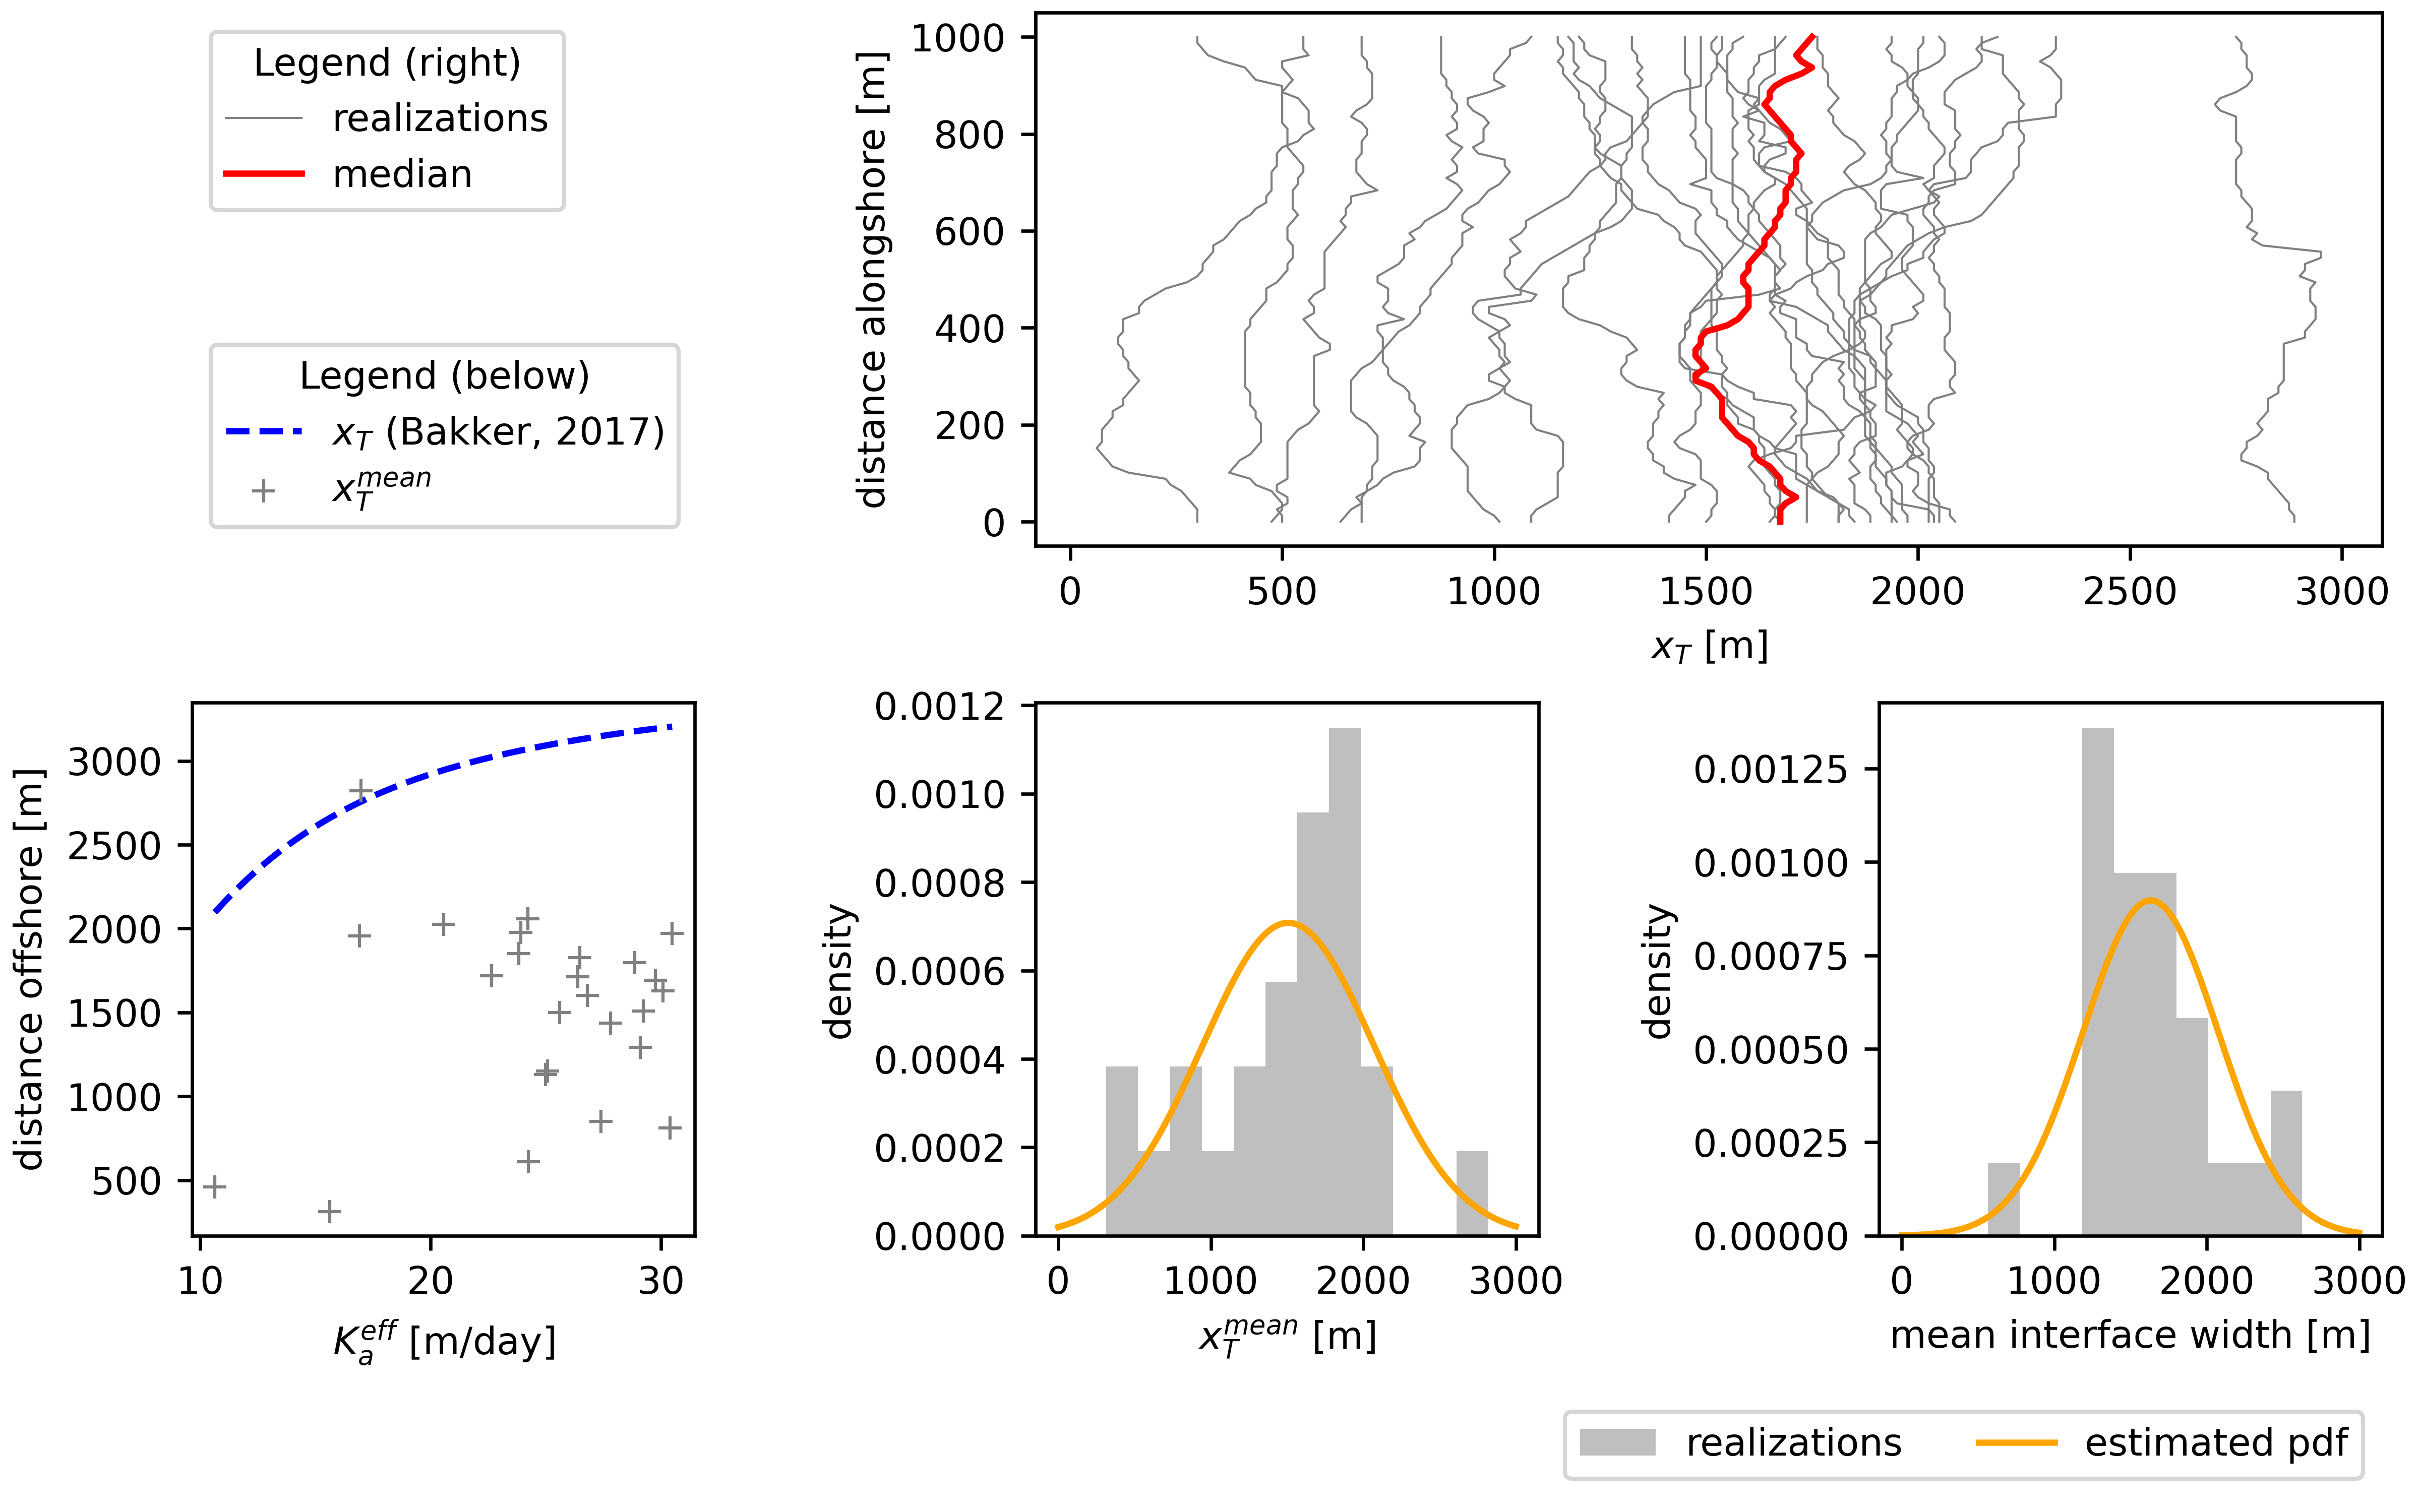 Legend (right)
realizations
median
Legend (below)
x_T (Bakker, 2017)
x_T^{mean}
distance alongshore [m]
1000
800
600
400
200
0
0 500 1000 1500 2000 2500 3000
x_T [m]
distance offshore [m]
3000
2500
2000
1500
1000
500
10 20 30
K_a^{eff} [m/day]
density
0.0012
0.0010
0.0008
0.0006
0.0004
0.0002
0.0000
0 1000 2000 3000
x_T^{mean} [m]
density
0.00125
0.00100
0.00075
0.00050
0.00025
0.00000
0 1000 2000 3000
mean interface width [m]
realizations estimated pdf